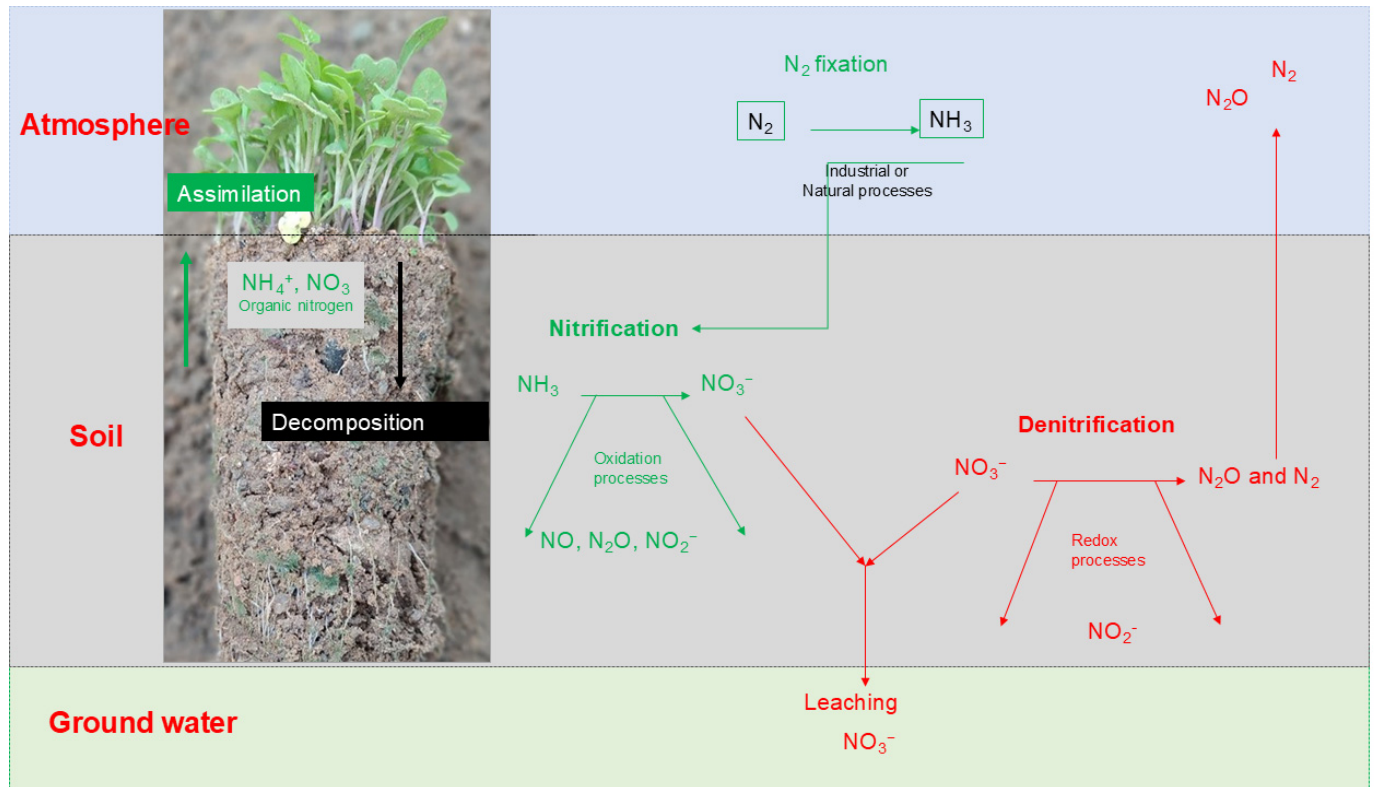 Atmosphere
Assimilation
N₂ fixation
N₂
NH₃
Industrial or
Natural processes
N₂
N₂O
Soil
NH₄⁺, NO₃
Organic nitrogen
Decomposition
Nitrification
NH₃
NO₃⁻
Oxidation
processes
NO, N₂O, NO₂⁻
Denitrification
NO₃⁻
N₂O and N₂
Redox
processes
NO₂⁻
Ground water
Leaching
NO₃⁻